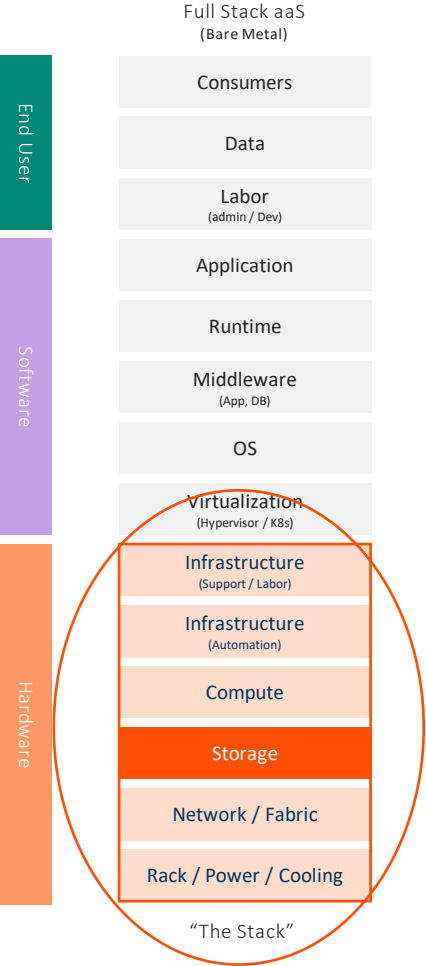 Full Stack aaS
(Bare Metal)
End User
Consumers
Data
Labor
(admin / Dev)
Software
Application
Runtime
Middleware
(App, DB)
OS
Virtualization
(Hypervisor / K8s)
Hardware
Infrastructure
(Support / Labor)
Infrastructure
(Automation)
Compute
Storage
Network / Fabric
Rack / Power / Cooling
“The Stack”